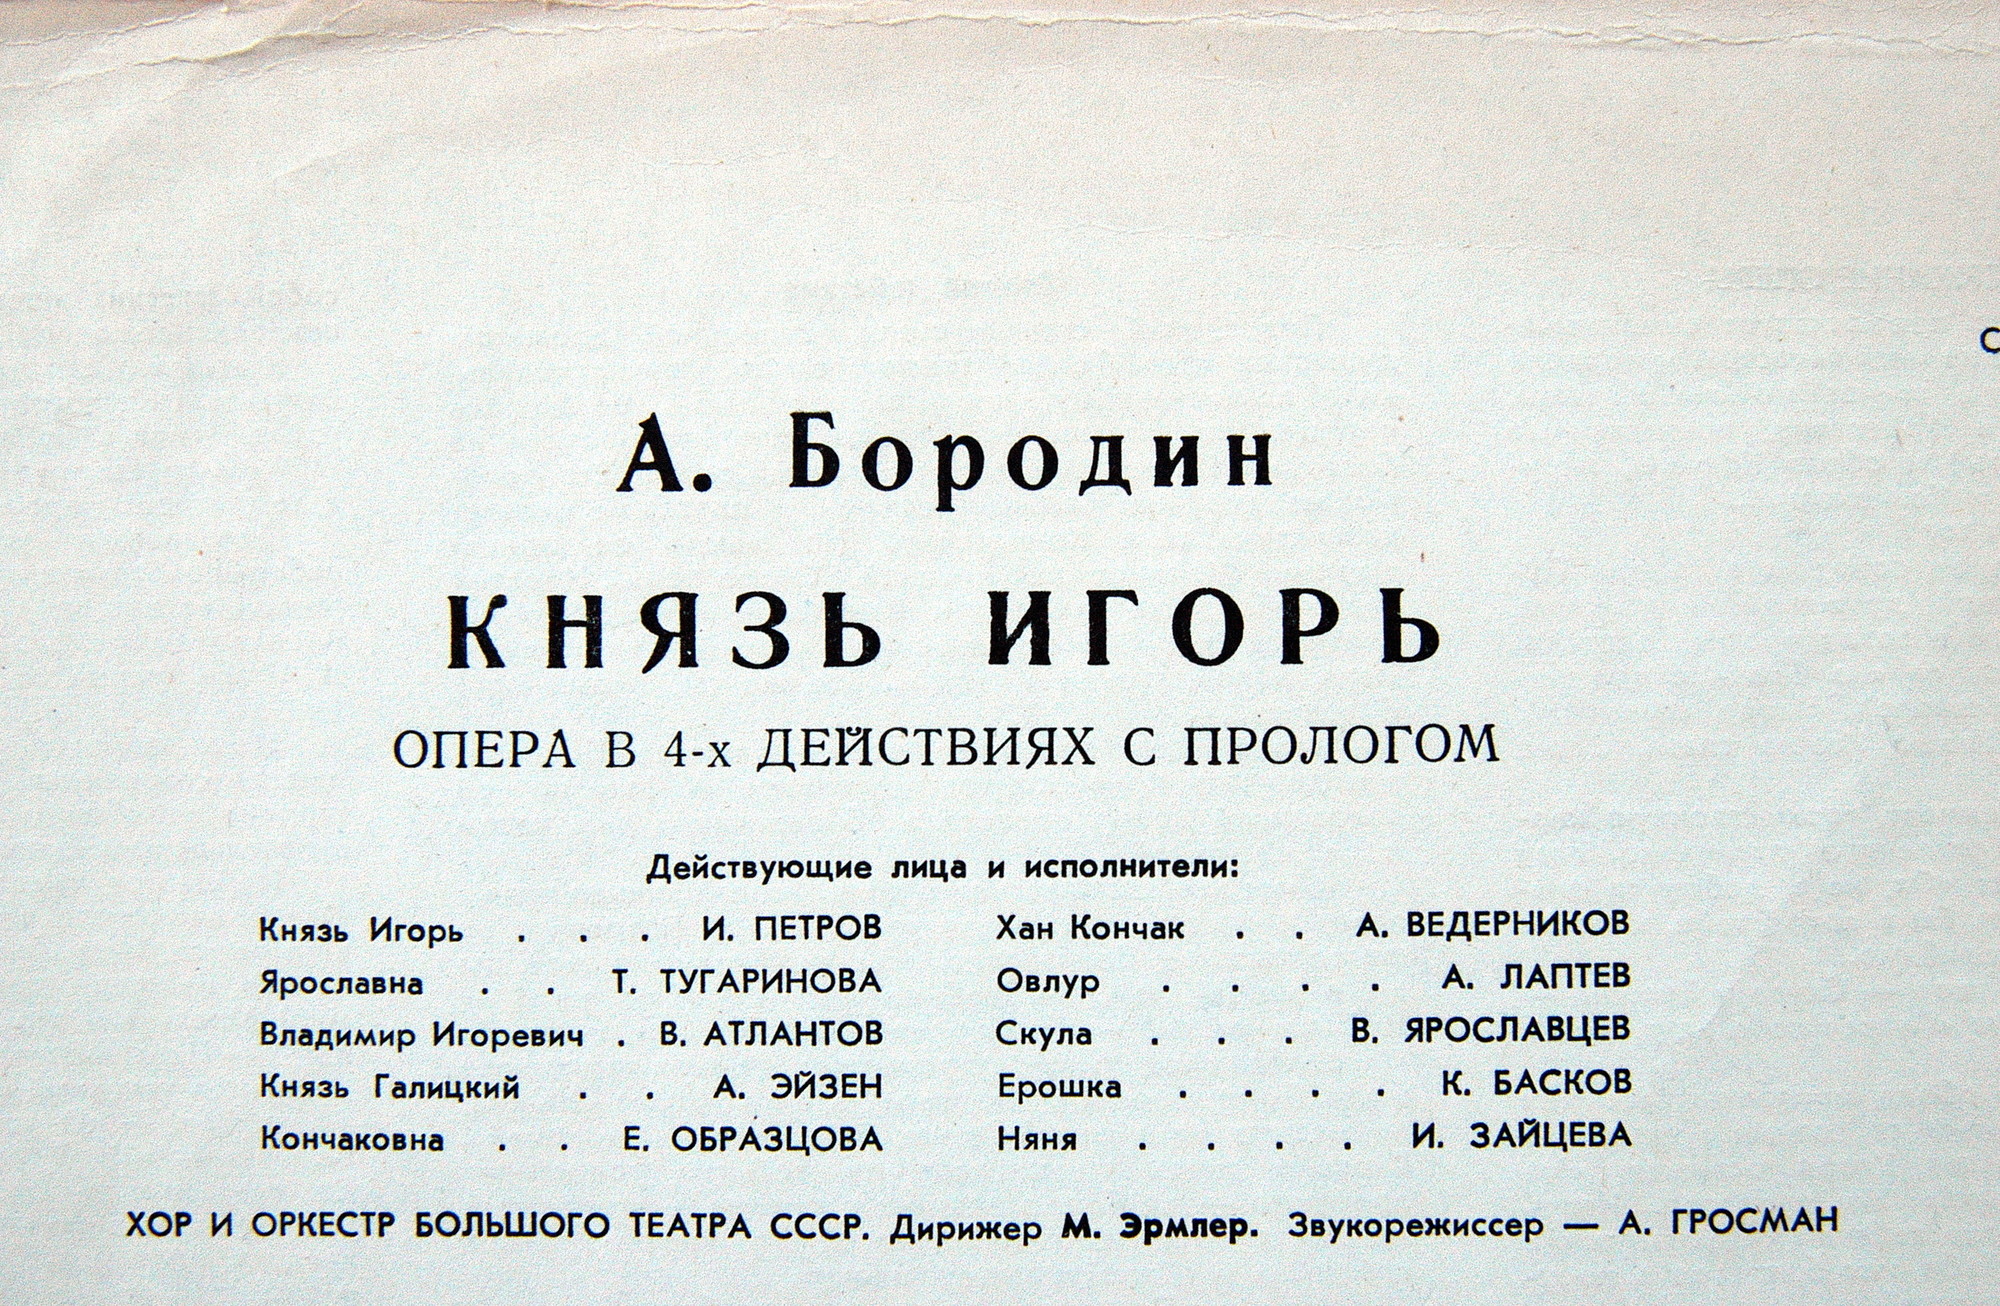 А. Бородин
КНЯЗЬ ИГОРЬ
ОПЕРА В 4-х ДЕЙСТВИЯХ С ПРОЛОГОМ
Действующие лица и исполнители:
Князь Игорь . . . И. ПЕТРОВ
Ярославна . . Т. ТУГАРИНОВА
Владимир Игоревич . В. АТЛАНТОВ
Князь Галицкий . . А. ЭЙЗЕН
Кончаковна . . Е. ОБРАЗЦОВА
Хан Кончак . . А. ВЕДЕРНИКОВ
Овлур . . . . А. ЛАПТЕВ
Скула . . . В. ЯРОСЛАВЦЕВ
Ерошка . . . . К. БАСКОВ
Няня . . . . И. ЗАЙЦЕВА
ХОР И ОРКЕСТР БОЛЬШОГО ТЕАТРА СССР. Дирижер М. Эрмлер. Звукорежиссер — А. ГРОСМАН